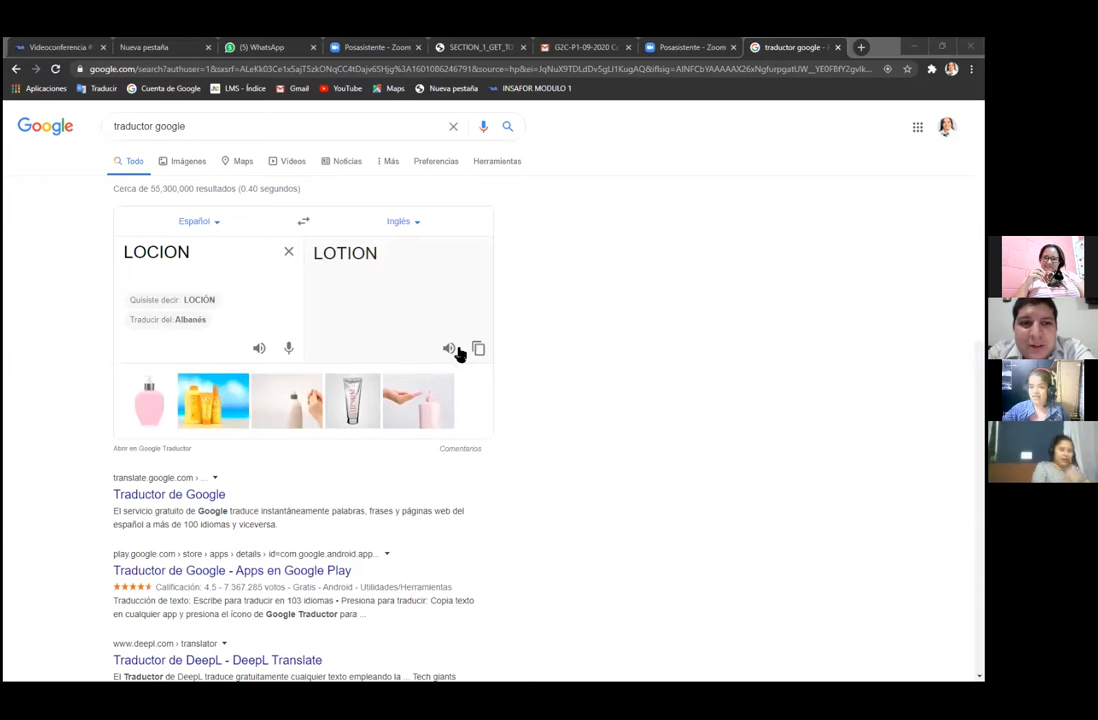 Videoconferencia
Nueva pestaña
(5) WhatsApp
Posasistente - Zoom
SECTION_1_GET_TO
G2C-P1-09-2020 Co
Posasistente - Zoom
traductor google -
Aplicaciones
Traducir
Cuenta de Google
LMS - Índice
Gmail
YouTube
Maps
Nueva pestaña
INSAFOR MODULO 1
Google
traductor google
Todo
Imágenes
Maps
Vídeos
Noticias
Más
Preferencias
Herramientas
Cerca de 55,300,000 resultados (0.40 segundos)
Español
Inglés
LOCION
LOTION
Quisiste decir: LOCIÓN
Traducir del: Albanés
Abrir en Google Traductor
Comentarios
translate.google.com › ...
Traductor de Google
El servicio gratuito de Google traduce instantáneamente palabras, frases y páginas web del
español a más de 100 idiomas y viceversa.
play.google.com › store › apps › details › id=com.google.android.app...
Traductor de Google - Apps en Google Play
Calificación: 4.5 - 7.367.285 votos - Gratis - Android - Utilidades/Herramientas
Traducción de texto: Escribe para traducir en 103 idiomas • Presiona para traducir: Copia texto
en cualquier app y presiona el ícono de Google Traductor para ...
www.deepl.com › translator
Traductor de DeepL - DeepL Translate
El Traductor de DeepL traduce gratuitamente cualquier texto empleando la ... Tech giants